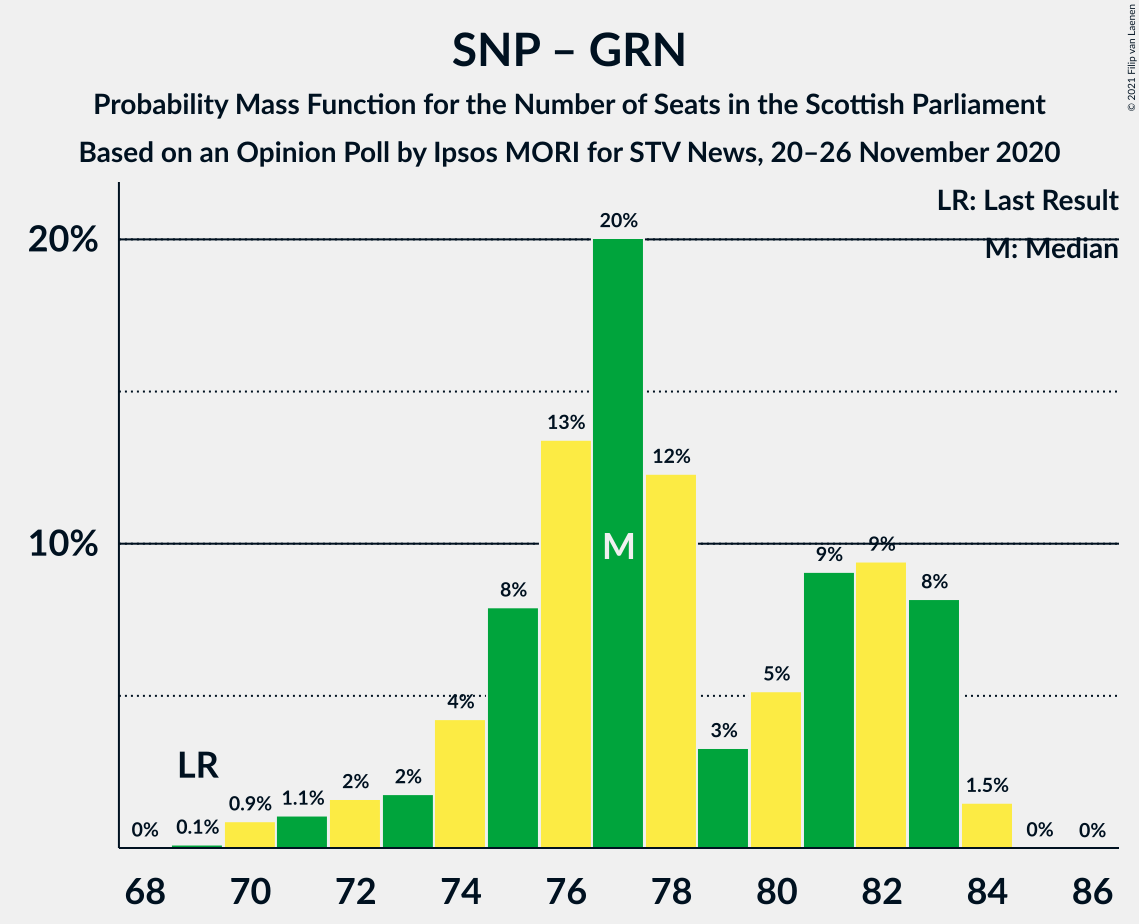 SNP – GRN
Probability Mass Function for the Number of Seats in the Scottish Parliament
Based on an Opinion Poll by Ipsos MORI for STV News, 20–26 November 2020
© 2021 Filip van Laenen
LR: Last Result
M: Median
20%
10%
0%
0.1%
0.9%
1.1%
2%
2%
4%
8%
13%
20%
12%
3%
5%
9%
9%
8%
1.5%
0%
0%
LR
M
68 70 72 74 76 78 80 82 84 86